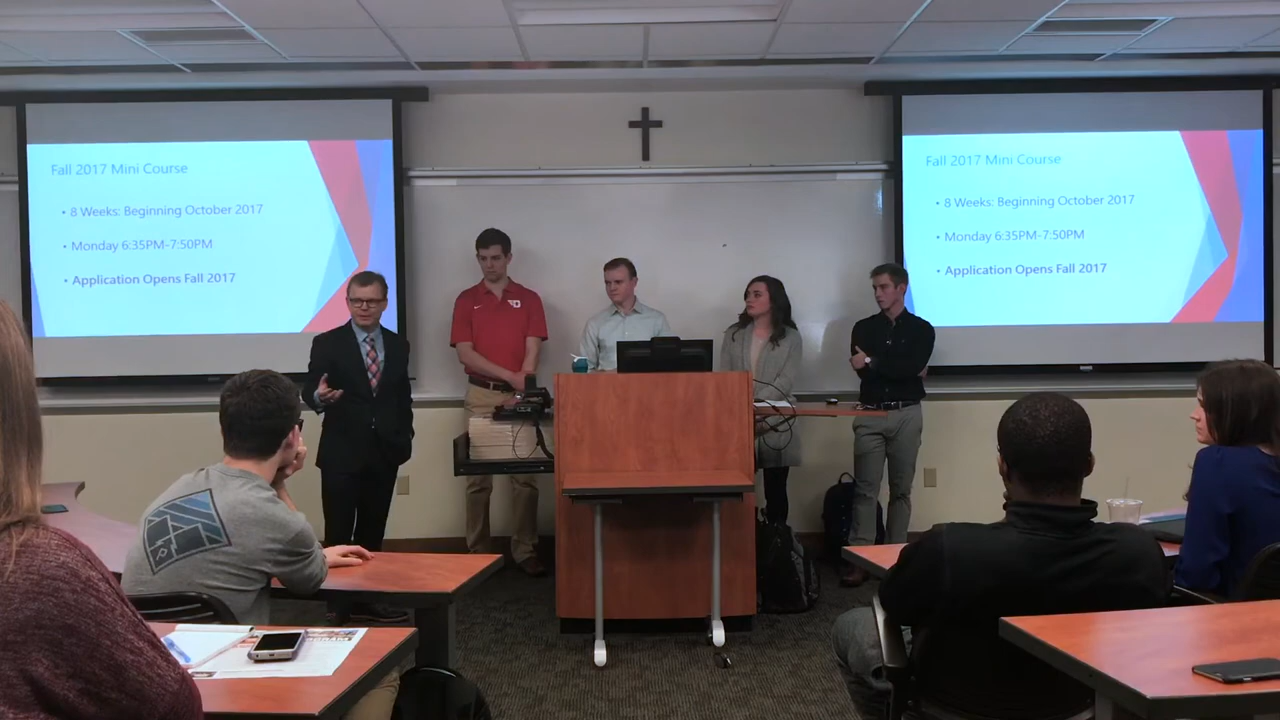 Fall 2017 Mini Course
• 8 Weeks: Beginning October 2017
• Monday 6:35PM-7:50PM
• Application Opens Fall 2017
Fall 2017 Mini Course
• 8 Weeks: Beginning October 2017
• Monday 6:35PM-7:50PM
• Application Opens Fall 2017